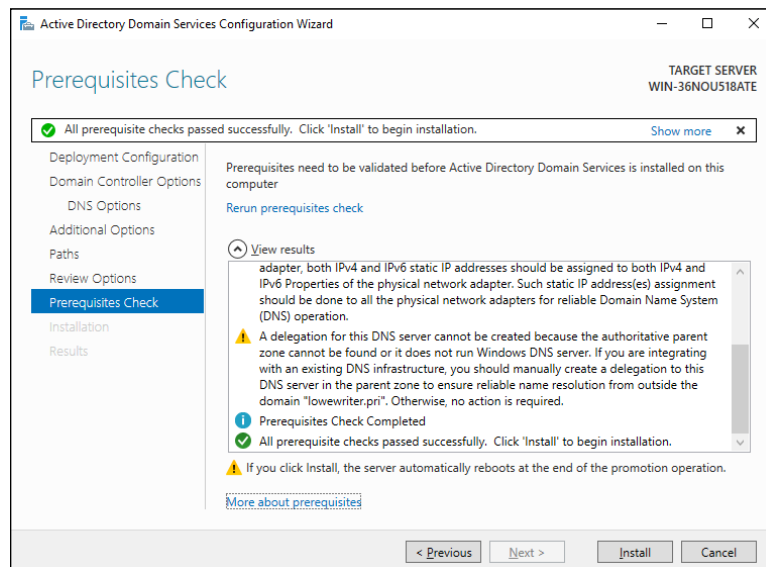 Active Directory Domain Services Configuration Wizard
Prerequisites Check
TARGET SERVER
WIN-36NOU518ATE
All prerequisite checks passed successfully. Click 'Install' to begin installation.
Show more
Deployment Configuration
Domain Controller Options
DNS Options
Additional Options
Paths
Review Options
Prerequisites Check
Installation
Results
Prerequisites need to be validated before Active Directory Domain Services is installed on this
computer
Rerun prerequisites check
View results
adapter, both IPv4 and IPv6 static IP addresses should be assigned to both IPv4 and
IPv6 Properties of the physical network adapter. Such static IP address(es) assignment
should be done to all the physical network adapters for reliable Domain Name System
(DNS) operation.
A delegation for this DNS server cannot be created because the authoritative parent
zone cannot be found or it does not run Windows DNS server. If you are integrating
with an existing DNS infrastructure, you should manually create a delegation to this
DNS server in the parent zone to ensure reliable name resolution from outside the
domain "lowewriter.pri". Otherwise, no action is required.
Prerequisites Check Completed
All prerequisite checks passed successfully. Click 'Install' to begin installation.
If you click Install, the server automatically reboots at the end of the promotion operation.
More about prerequisites
< Previous
Next >
Install
Cancel